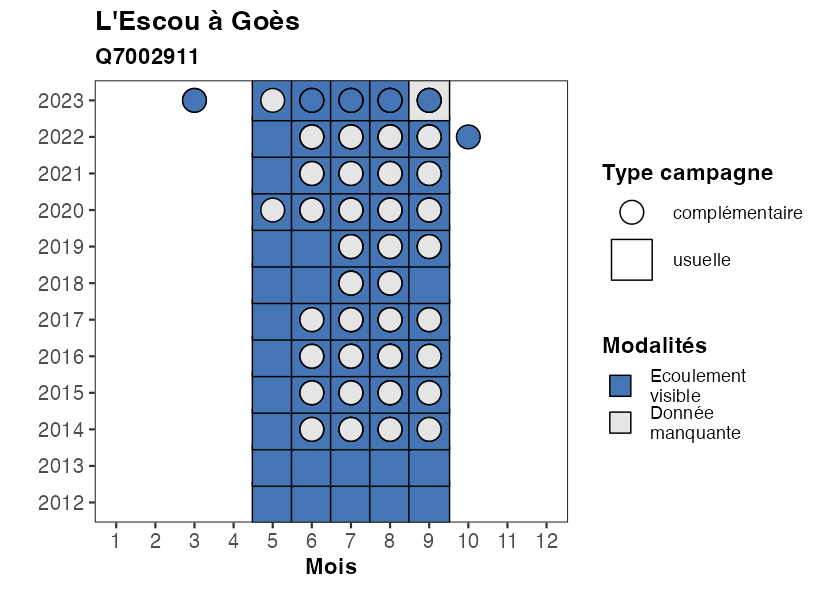 L'Escou à Goès
Q7002911
2023
2022
2021
2020
2019
2018
2017
2016
2015
2014
2013
2012
1 2 3 4 5 6 7 8 9 10 11 12
Mois
Type campagne
complémentaire
usuelle
Modalités
Ecoulement
visible
Donnée
manquante